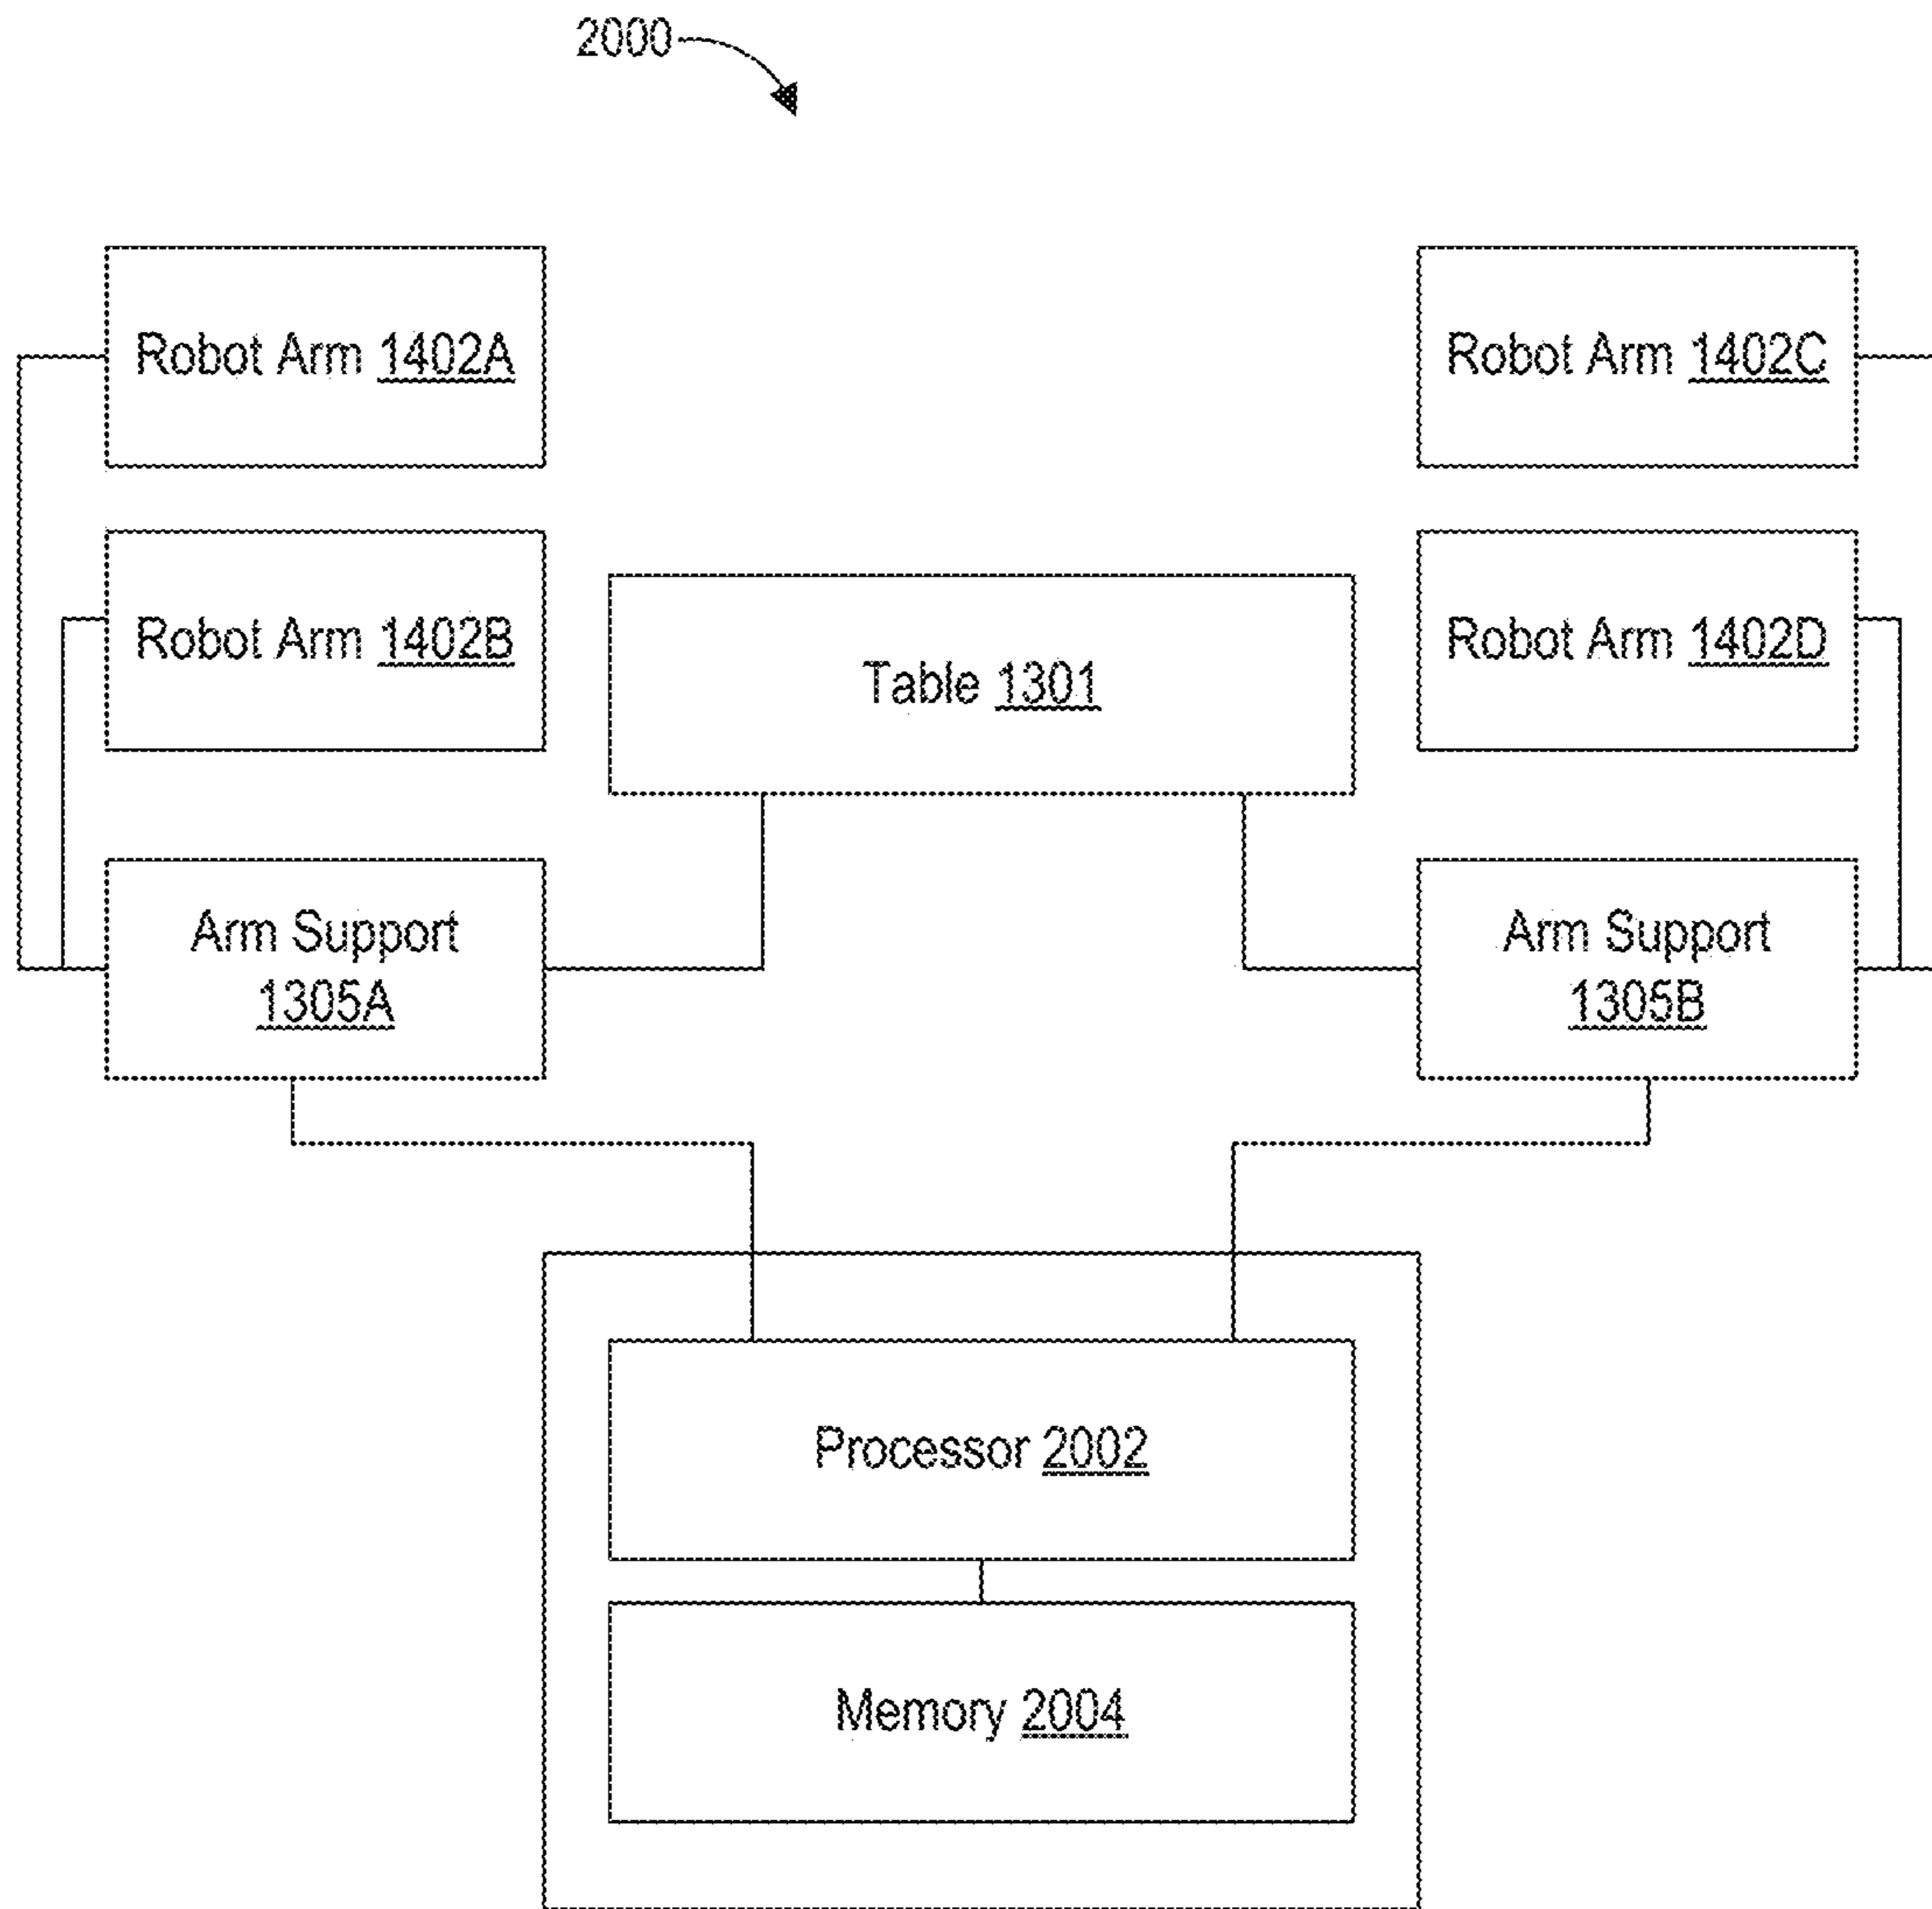 2000
Robot Arm 1402A
Robot Arm 1402C
Robot Arm 1402B
Robot Arm 1402D
Table 1301
Arm Support
1305A
Arm Support
1305B
Processor 2002
Memory 2004